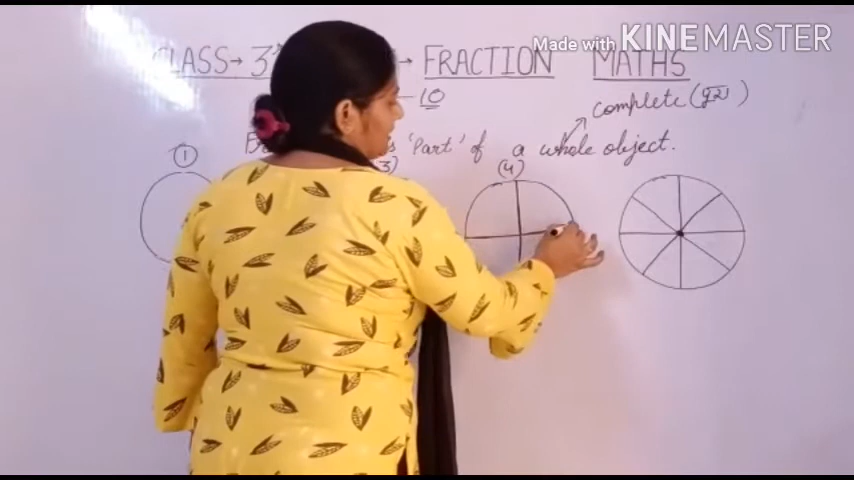 Made with KINEMASTER
CLASS → 3 → FRACTION MATHS
- 10
complete (पूरा)
'Part' of a whole object.
(1) 3) (4)